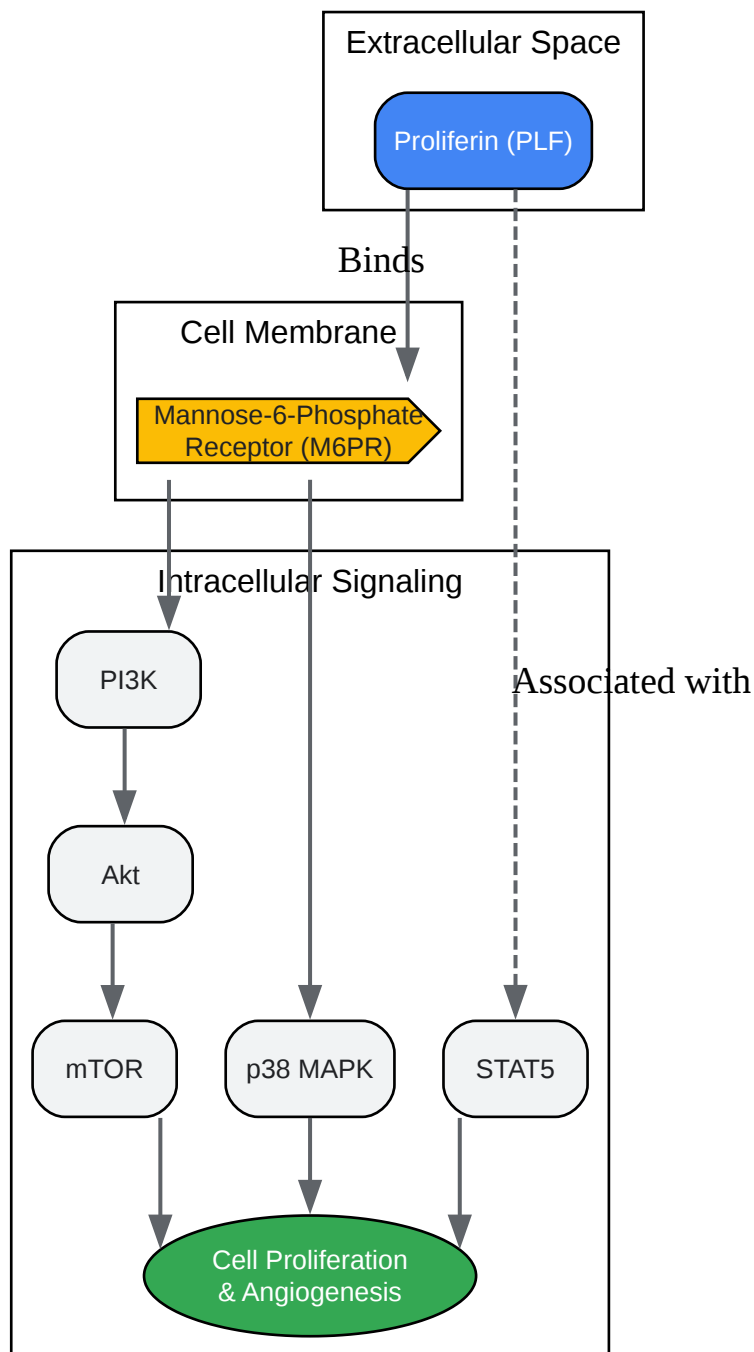 Extracellular Space
Proliferin (PLF)
Binds
Cell Membrane
Mannose-6-Phosphate
Receptor (M6PR)
Intracellular Signaling
PI3K
Associated with
Akt
mTOR
p38 MAPK
STAT5
Cell Proliferation
& Angiogenesis